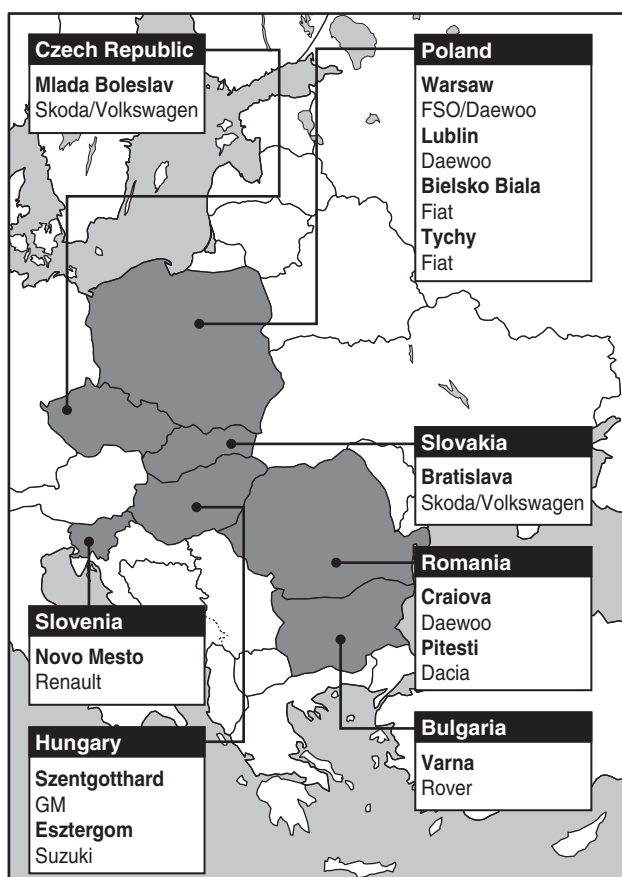 Czech Republic
Mlada Boleslav
Skoda/Volkswagen
Poland
Warsaw
FSO/Daewoo
Lublin
Daewoo
Bielsko Biala
Fiat
Tychy
Fiat
Slovakia
Bratislava
Skoda/Volkswagen
Romania
Craiova
Daewoo
Pitesti
Dacia
Slovenia
Novo Mesto
Renault
Hungary
Szentgotthard
GM
Esztergom
Suzuki
Bulgaria
Varna
Rover